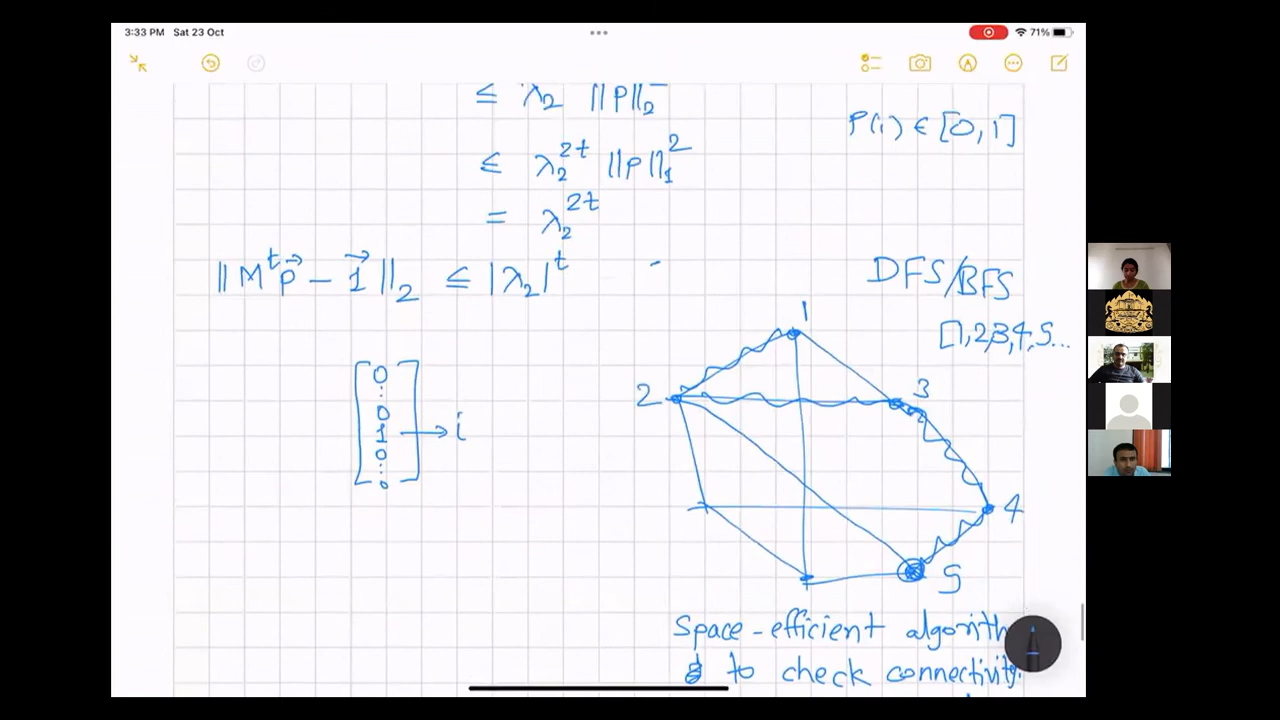 3:33 PM Sat 23 Oct
71%
≤ λ₂ ||P||₂
P(i) ∈ [0,1]
≤ λ₂^{2t} ||P||₁²
= λ₂^{2t}
||M^t p⃗ − 1⃗ ||₂ ≤ |λ₂|^t
DFS/BFS
[1,2,3,4,5...
1
2
3
0
⋮
0
1 → i
0
⋮
0
4
5
Space-efficient algorith
to check connectivity.